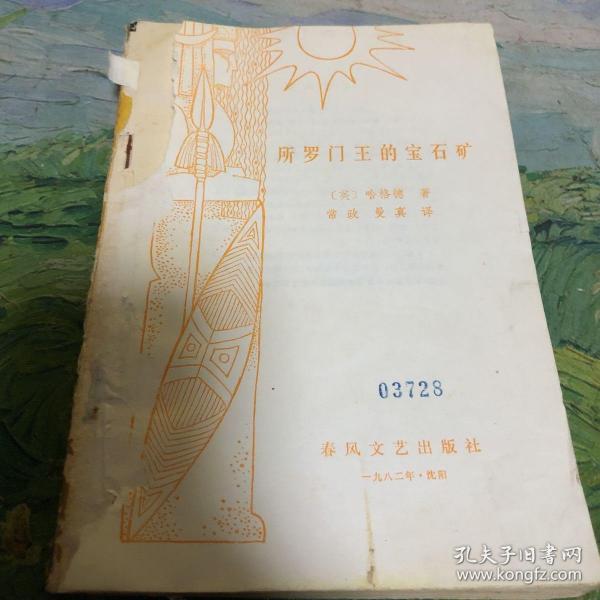 所罗门王的宝石矿
〔英〕哈格德 著
常政 曼真 译
03728
春风文艺出版社
一九八二年·沈阳
孔夫子旧书网
www.kongfz.com